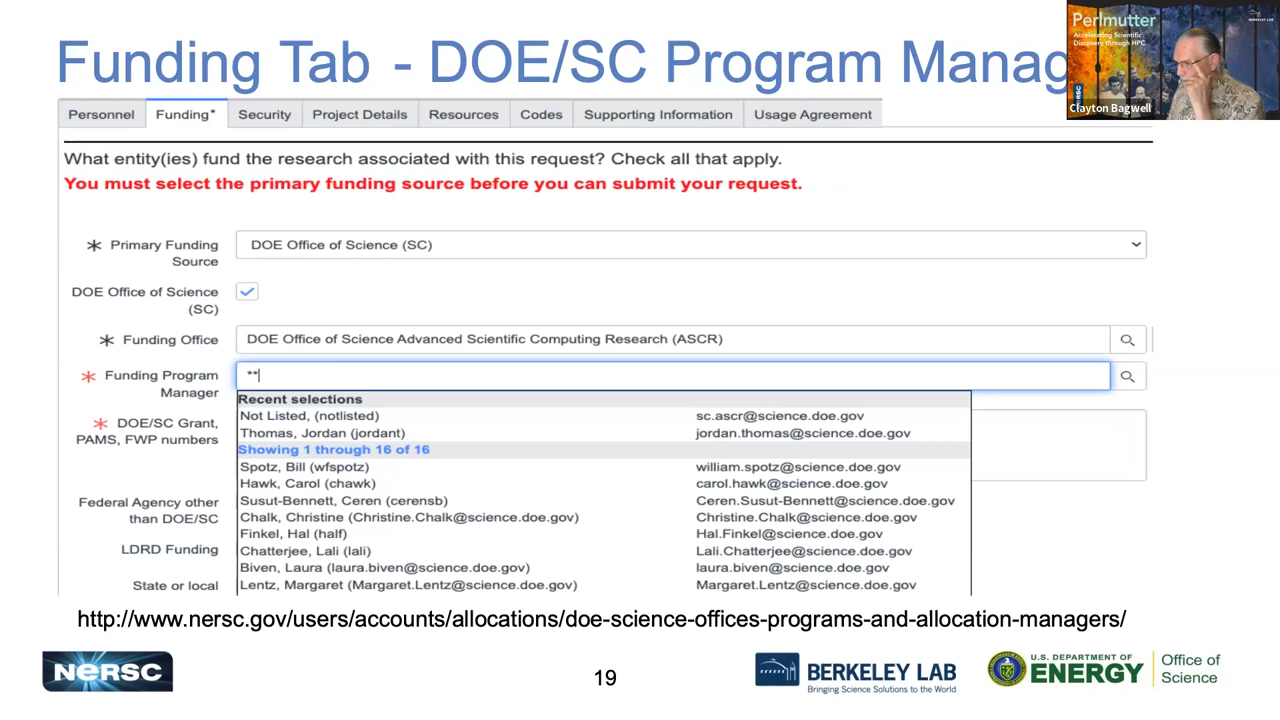 Funding Tab - DOE/SC Program Manag
Perlmutter
Accelerating Scientific
Discovery through HPC
BERKELEY LAB
NERSC
Clayton Bagwell
Personnel Funding* Security Project Details Resources Codes Supporting Information Usage Agreement
What entity(ies) fund the research associated with this request? Check all that apply.
You must select the primary funding source before you can submit your request.
Primary Funding
Source
DOE Office of Science (SC)
DOE Office of Science
(SC)
Funding Office
DOE Office of Science Advanced Scientific Computing Research (ASCR)
Funding Program
Manager
**
Recent selections
Not Listed, (notlisted) sc.ascr@science.doe.gov
Thomas, Jordan (jordant) jordan.thomas@science.doe.gov
Showing 1 through 16 of 16
Spotz, Bill (wfspotz) william.spotz@science.doe.gov
Hawk, Carol (chawk) carol.hawk@science.doe.gov
Susut-Bennett, Ceren (cerensb) Ceren.Susut-Bennett@science.doe.gov
Chalk, Christine (Christine.Chalk@science.doe.gov) Christine.Chalk@science.doe.gov
Finkel, Hal (half) Hal.Finkel@science.doe.gov
Chatterjee, Lali (lali) Lali.Chatterjee@science.doe.gov
Biven, Laura (laura.biven@science.doe.gov) laura.biven@science.doe.gov
Lentz, Margaret (Margaret.Lentz@science.doe.gov) Margaret.Lentz@science.doe.gov
DOE/SC Grant,
PAMS, FWP numbers
Federal Agency other
than DOE/SC
LDRD Funding
State or local
http://www.nersc.gov/users/accounts/allocations/doe-science-offices-programs-and-allocation-managers/
NERSC
19
BERKELEY LAB
Bringing Science Solutions to the World
U.S. DEPARTMENT OF
ENERGY
Office of
Science